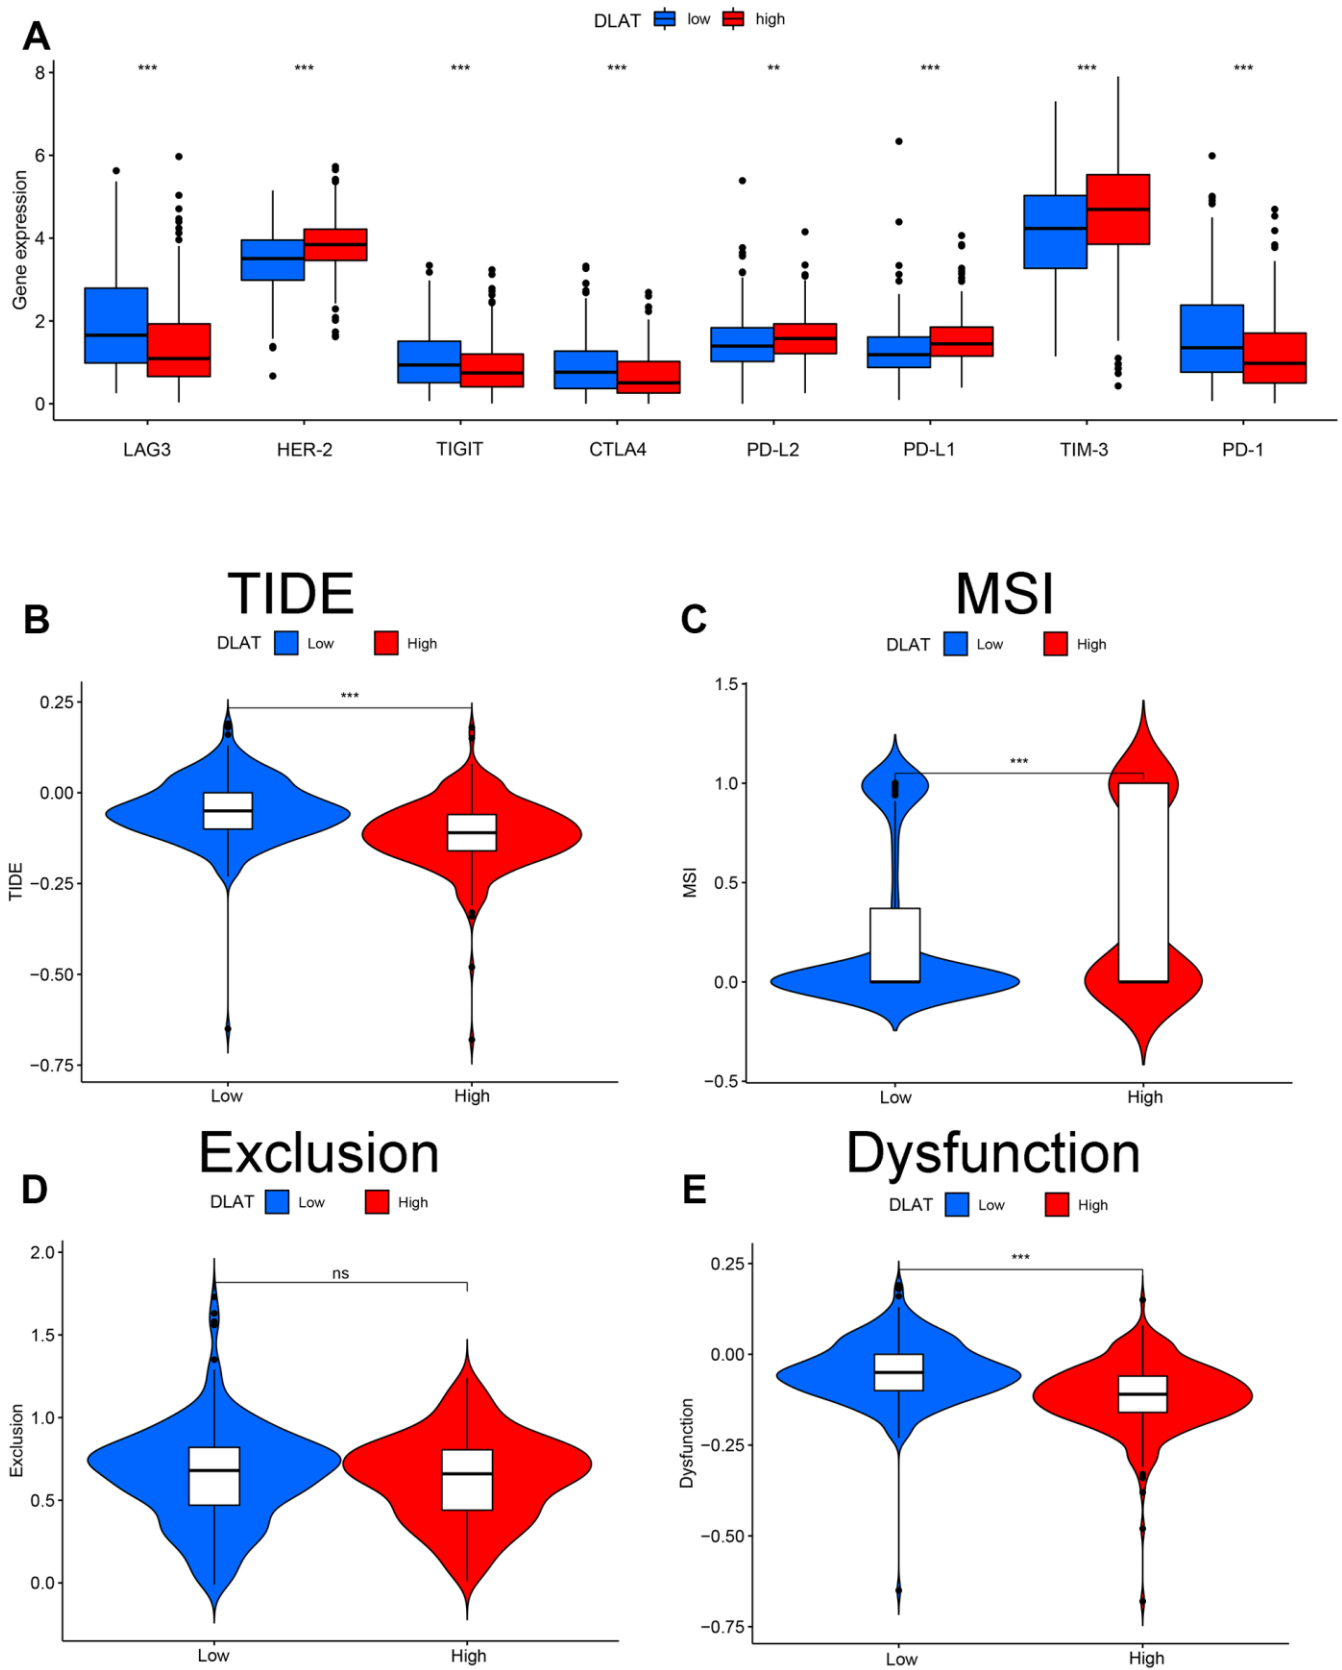 DLAT low high
A
*** *** *** *** ** *** *** ***
8
6
4
2
0
Gene expression
LAG3 HER-2 TIGIT CTLA4 PD-L2 PD-L1 TIM-3 PD-1
TIDE
B
DLAT Low High
***
0.25
0.00
−0.25
−0.50
−0.75
TIDE
Low High
MSI
C
DLAT Low High
***
1.5
1.0
0.5
0.0
−0.5
MSI
Low High
Exclusion
D
DLAT Low High
ns
2.0
1.5
1.0
0.5
0.0
Exclusion
Low High
Dysfunction
E
DLAT Low High
***
0.25
0.00
−0.25
−0.50
−0.75
Dysfunction
Low High